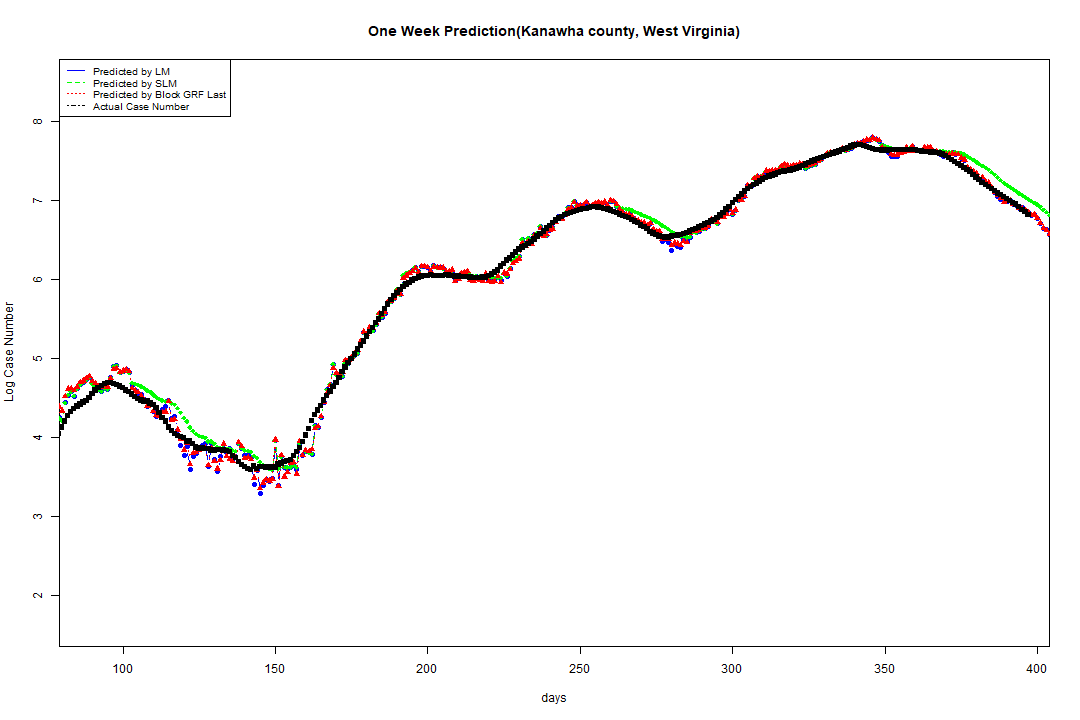 One Week Prediction(Kanawha county, West Virginia)
Predicted by LM
Predicted by SLM
Predicted by Block GRF Last
Actual Case Number
8
7
6
5
4
3
2
Log Case Number
100 150 200 250 300 350 400
days